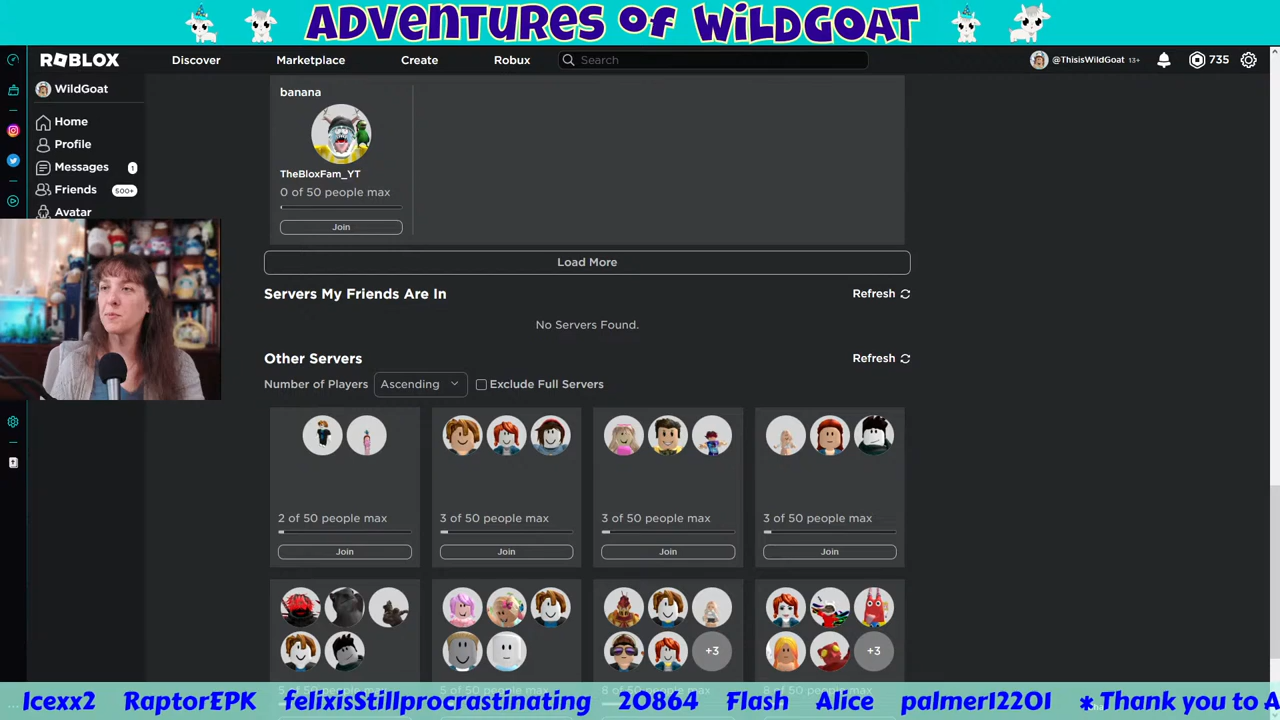 ADVENTURES OF WILDGOAT
ROBLOX
Discover
Marketplace
Create
Robux
Search
@ThisisWildGoat 13+
735
WildGoat
Home
Profile
Messages
1
Friends
500+
Avatar
banana
TheBloxFam_YT
0 of 50 people max
Join
Load More
Servers My Friends Are In
Refresh
No Servers Found.
Other Servers
Refresh
Number of Players
Ascending
Exclude Full Servers
2 of 50 people max
3 of 50 people max
3 of 50 people max
3 of 50 people max
Join
Join
Join
Join
+3
+3
Icexx2 RaptorEPK felixisStillprocrastinating 20864 Flash Alice palmer12201 * Thank you to A